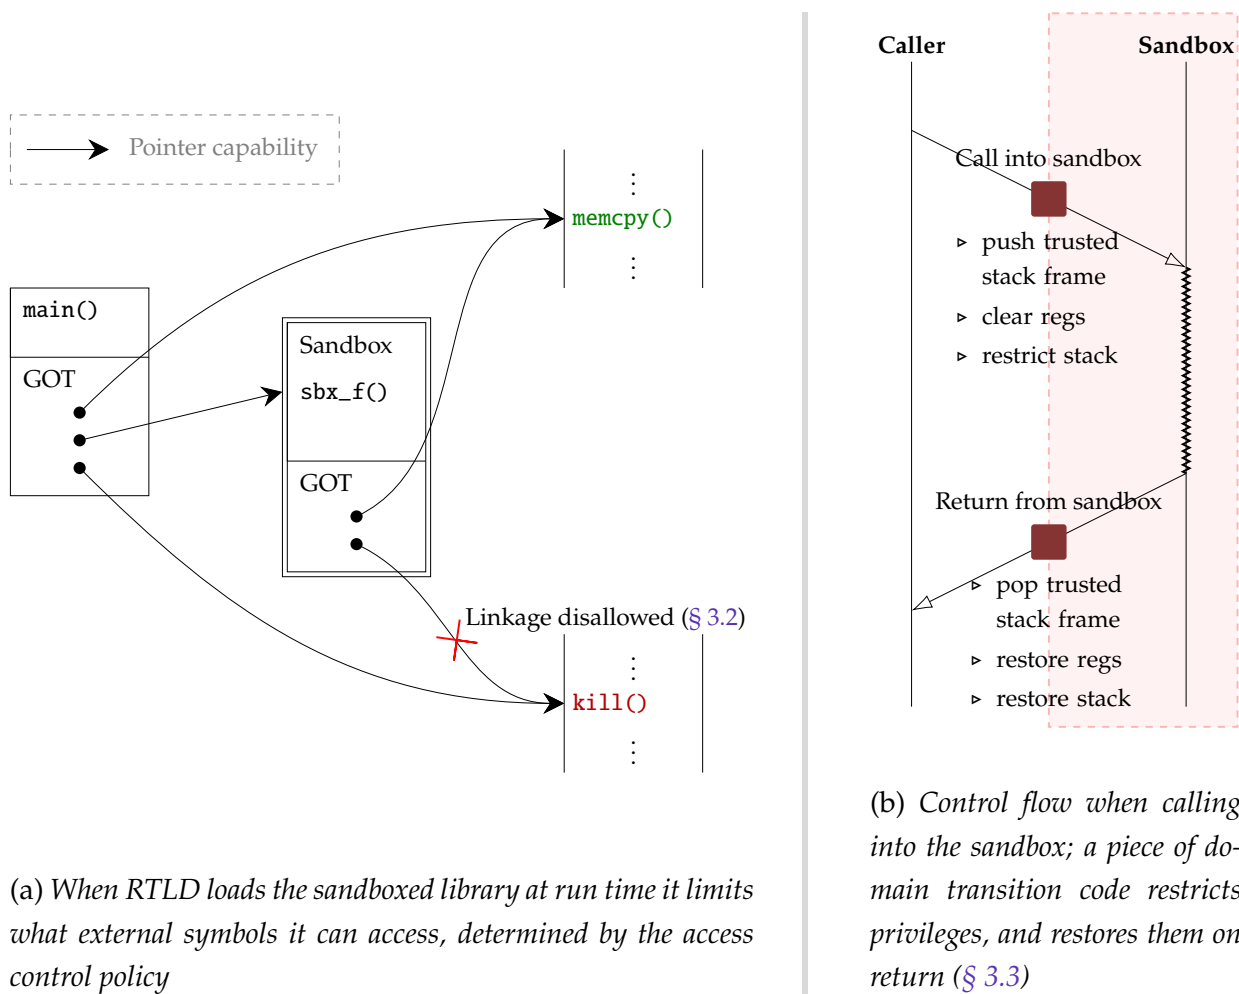 Pointer capability
main()
GOT
Sandbox
sbx_f()
GOT
memcpy()
Linkage disallowed (§ 3.2)
kill()
(a) When RTLD loads the sandboxed library at run time it limits
what external symbols it can access, determined by the access
control policy
Caller
Sandbox
Call into sandbox
▹ push trusted
stack frame
▹ clear regs
▹ restrict stack
Return from sandbox
▹ pop trusted
stack frame
▹ restore regs
▹ restore stack
(b) Control flow when calling
into the sandbox; a piece of do-
main transition code restricts
privileges, and restores them on
return (§ 3.3)